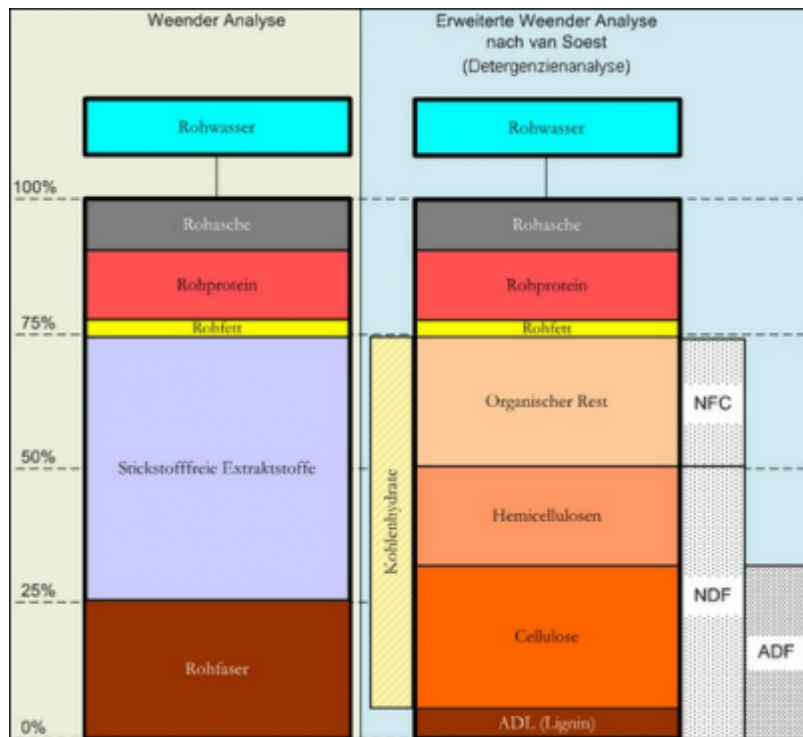 Weender Analyse
Erweiterte Weender Analyse
nach van Soest
(Detergenzienanalyse)
Rohwasser
Rohwasser
100%
Rohasche
Rohasche
Rohprotein
Rohprotein
75%
Rohfett
Rohfett
Organischer Rest
NFC
50%
Stickstofffreie Extraktstoffe
Hemicellulosen
Kohlenhydrate
25%
NDF
Rohfaser
Cellulose
ADF
0%
ADL (Lignin)